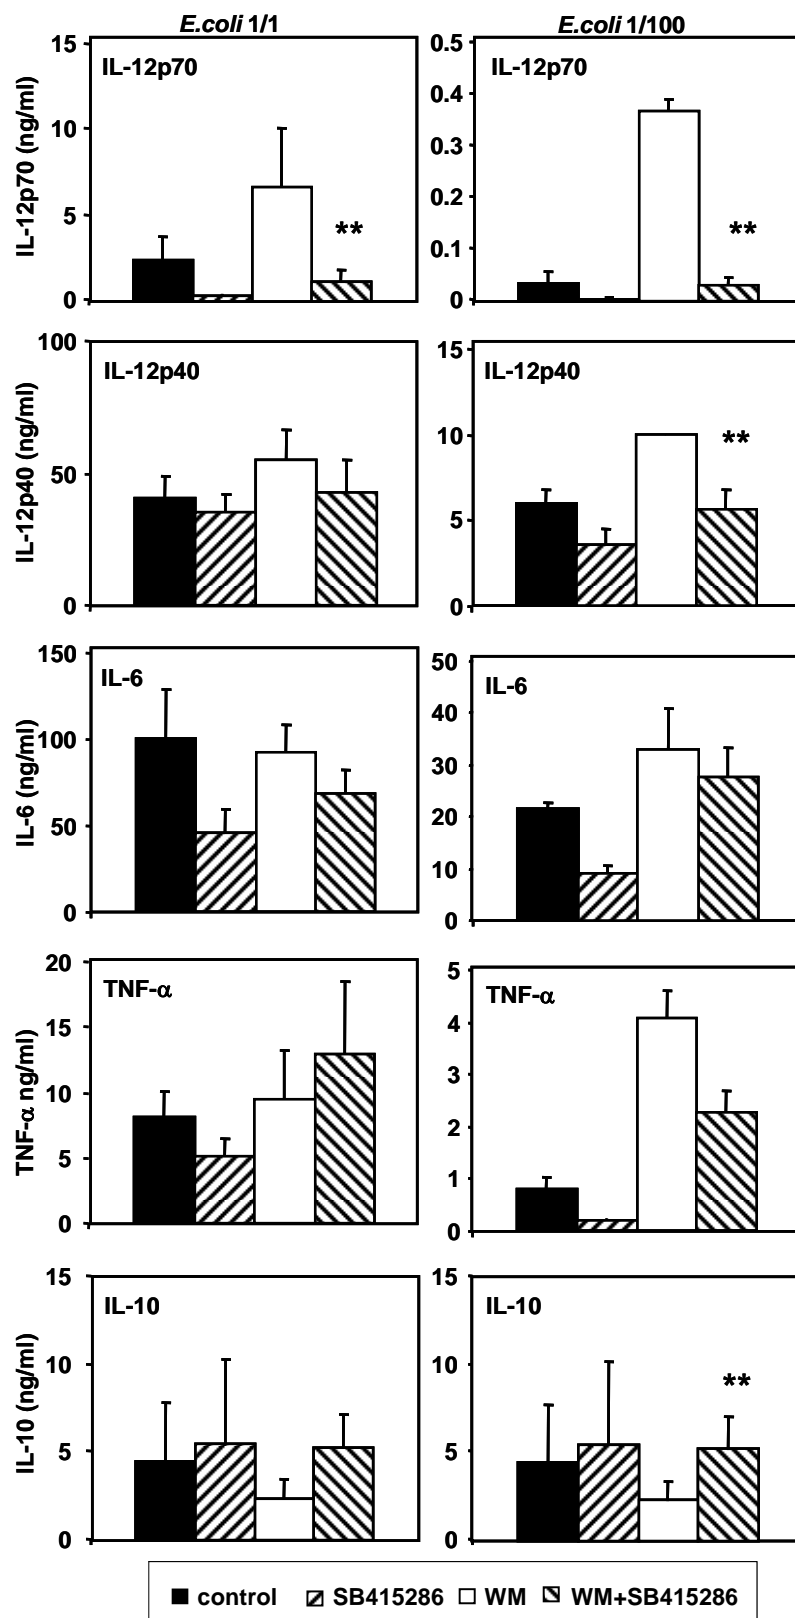 E.coli 1/1
E.coli 1/100
IL-12p70 (ng/ml)
15
10
5
0
IL-12p70
**
0.5
0.4
0.3
0.2
0.1
0
IL-12p70
**
IL-12p40 (ng/ml)
100
50
0
IL-12p40
15
10
5
0
IL-12p40
**
IL-6 (ng/ml)
150
100
50
0
IL-6
50
40
30
20
10
0
IL-6
TNF-α ng/ml)
20
15
10
5
0
TNF-α
5
4
3
2
1
0
TNF-α
IL-10 (ng/ml)
15
10
5
0
IL-10
15
10
5
0
IL-10
**
control SB415286 WM WM+SB415286